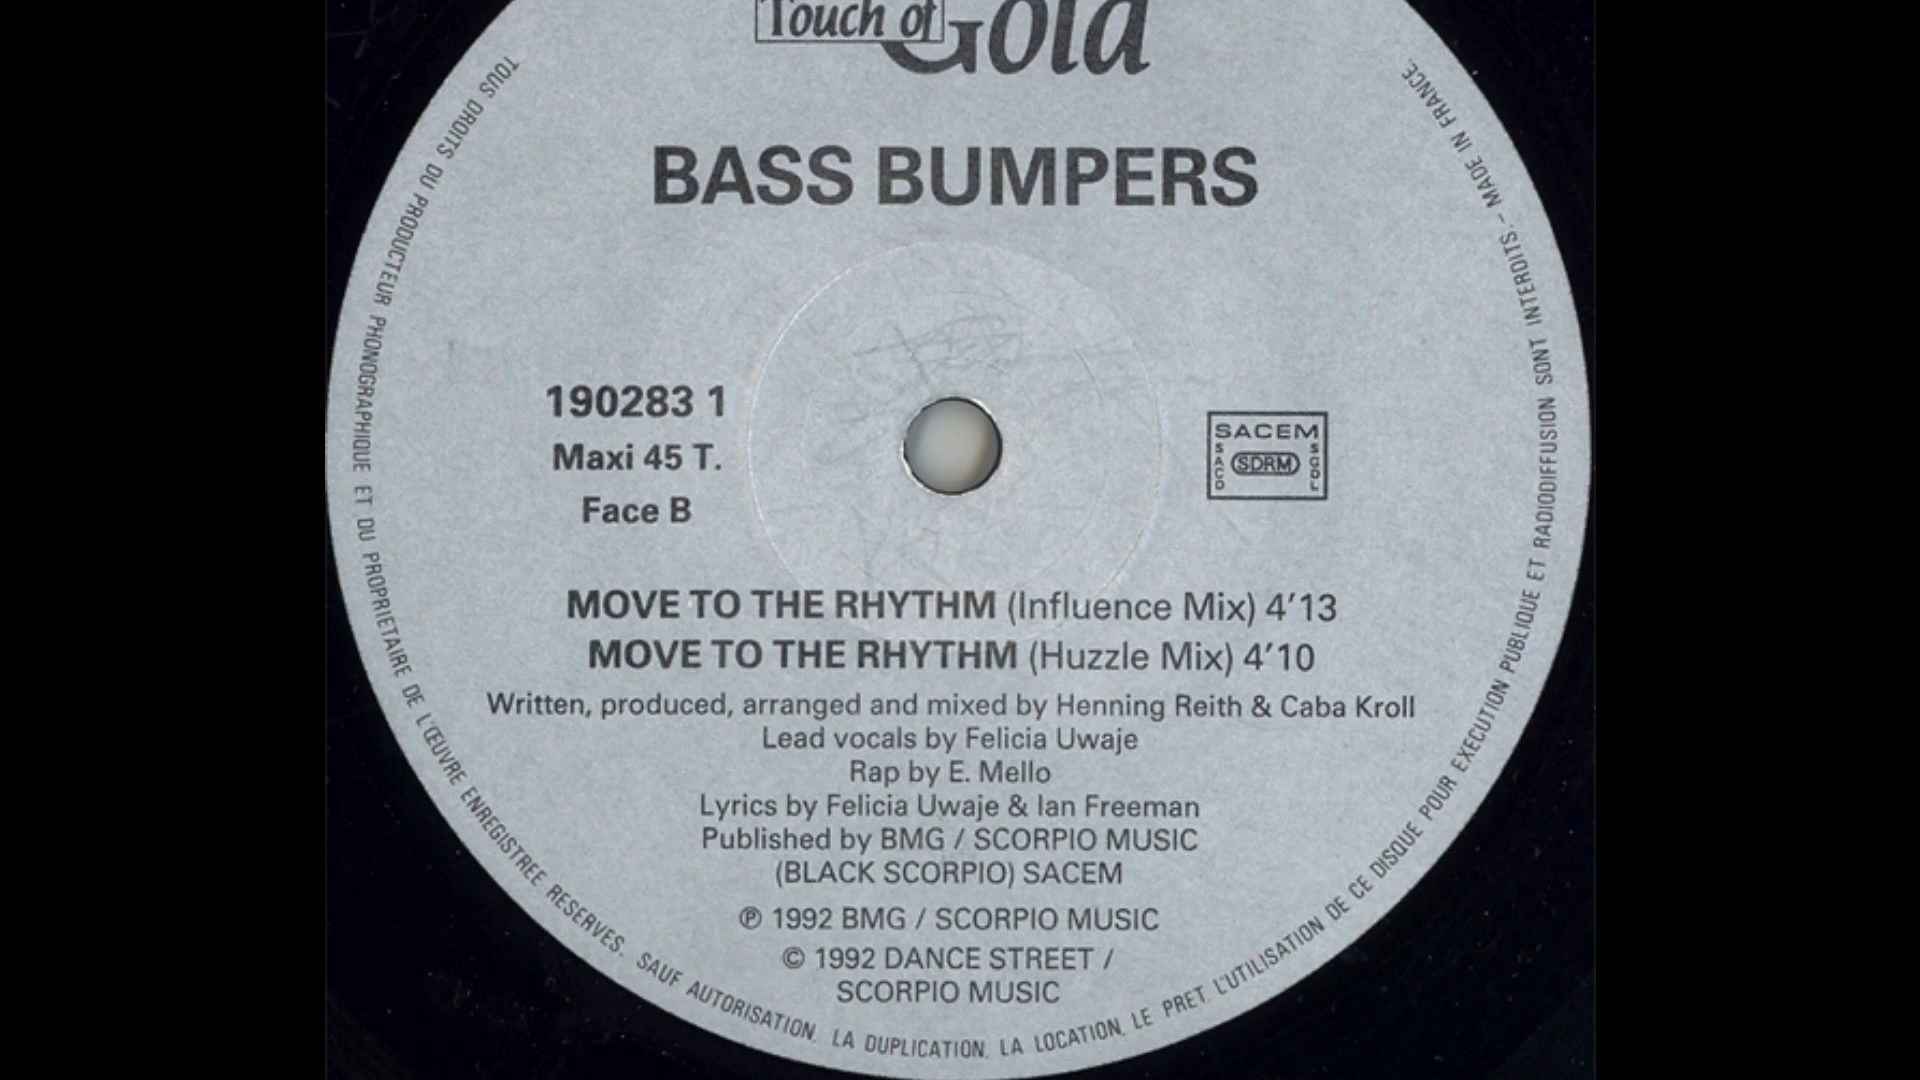 Touch of
Gold
BASS BUMPERS
190283 1
Maxi 45 T.
Face B
SACEM
SACD
SDRM
SGDL
MOVE TO THE RHYTHM (Influence Mix) 4'13
MOVE TO THE RHYTHM (Huzzle Mix) 4'10
Written, produced, arranged and mixed by Henning Reith & Caba Kroll
Lead vocals by Felicia Uwaje
Rap by E. Mello
Lyrics by Felicia Uwaje & Ian Freeman
Published by BMG / SCORPIO MUSIC
(BLACK SCORPIO) SACEM
℗ 1992 BMG / SCORPIO MUSIC
© 1992 DANCE STREET /
SCORPIO MUSIC
TOUS DROITS DU PRODUCTEUR PHONOGRAPHIQUE ET DU PROPRIETAIRE DE L'ŒUVRE ENREGISTREE RESERVES. SAUF AUTORISATION, LA DUPLICATION, LA LOCATION, LE PRET, L'UTILISATION DE CE DISQUE POUR EXECUTION PUBLIQUE ET RADIODIFFUSION SONT INTERDITS. - MADE IN FRANCE.